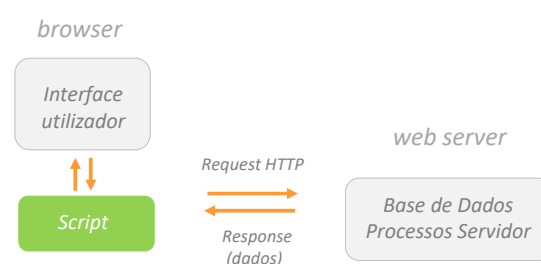 browser
Interface
utilizador
Script
Request HTTP
Response
(dados)
web server
Base de Dados
Processos Servidor